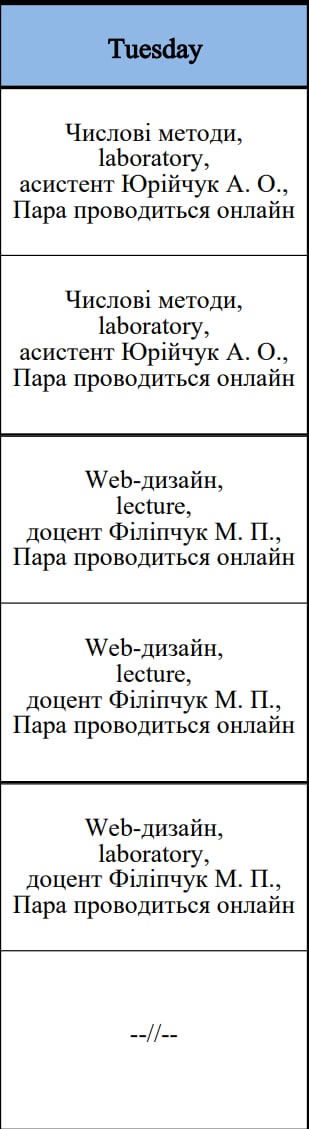 Tuesday
Числові методи,
laboratory,
асистент Юрійчук А. О.,
Пара проводиться онлайн
Числові методи,
laboratory,
асистент Юрійчук А. О.,
Пара проводиться онлайн
Web-дизайн,
lecture,
доцент Філіпчук М. П.,
Пара проводиться онлайн
Web-дизайн,
lecture,
доцент Філіпчук М. П.,
Пара проводиться онлайн
Web-дизайн,
laboratory,
доцент Філіпчук М. П.,
Пара проводиться онлайн
--//--